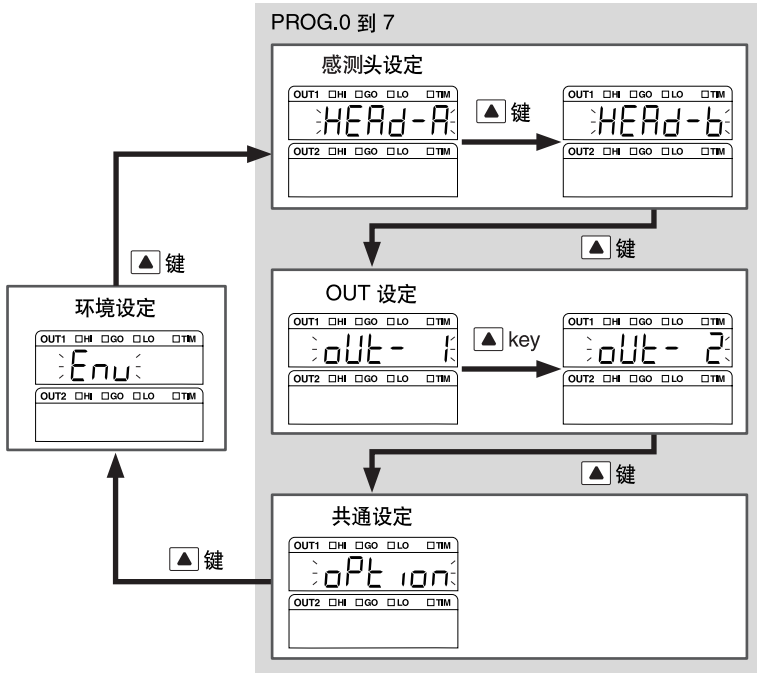 PROG.0 到 7
感测头设定
OUT1 □HI □GO □LO □TIM
HEAd-A
OUT2 □HI □GO □LO □TIM
▲ 键
OUT1 □HI □GO □LO □TIM
HEAd-b
OUT2 □HI □GO □LO □TIM
▲ 键
▲ 键
OUT 设定
OUT1 □HI □GO □LO □TIM
oUt- 1
OUT2 □HI □GO □LO □TIM
▲ key
OUT1 □HI □GO □LO □TIM
oUt- 2
OUT2 □HI □GO □LO □TIM
环境设定
OUT1 □HI □GO □LO □TIM
Enu
OUT2 □HI □GO □LO □TIM
▲ 键
共通设定
OUT1 □HI □GO □LO □TIM
oPtion
OUT2 □HI □GO □LO □TIM
▲ 键